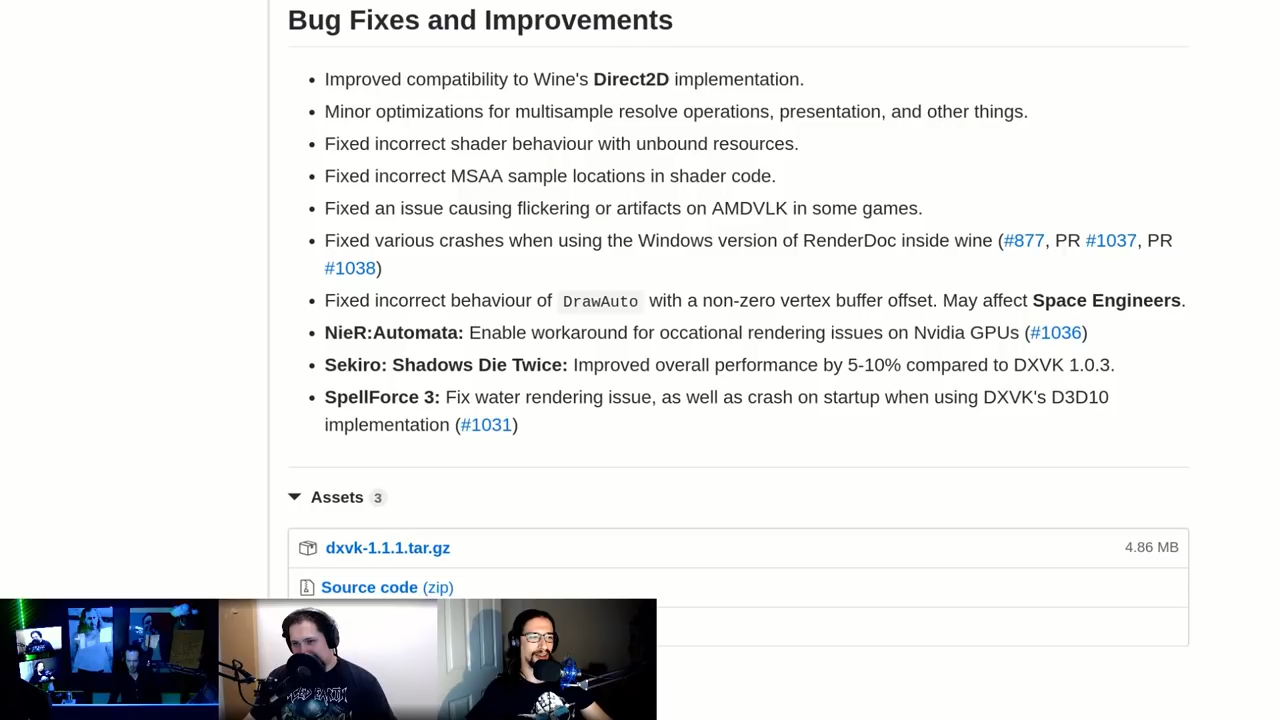 Bug Fixes and Improvements
Improved compatibility to Wine's Direct2D implementation.
Minor optimizations for multisample resolve operations, presentation, and other things.
Fixed incorrect shader behaviour with unbound resources.
Fixed incorrect MSAA sample locations in shader code.
Fixed an issue causing flickering or artifacts on AMDVLK in some games.
Fixed various crashes when using the Windows version of RenderDoc inside wine (#877, PR #1037, PR
#1038)
Fixed incorrect behaviour of DrawAuto with a non-zero vertex buffer offset. May affect Space Engineers.
NieR:Automata: Enable workaround for occational rendering issues on Nvidia GPUs (#1036)
Sekiro: Shadows Die Twice: Improved overall performance by 5-10% compared to DXVK 1.0.3.
SpellForce 3: Fix water rendering issue, as well as crash on startup when using DXVK's D3D10
implementation (#1031)
Assets 3
dxvk-1.1.1.tar.gz 4.86 MB
Source code (zip)
ICED EARTH